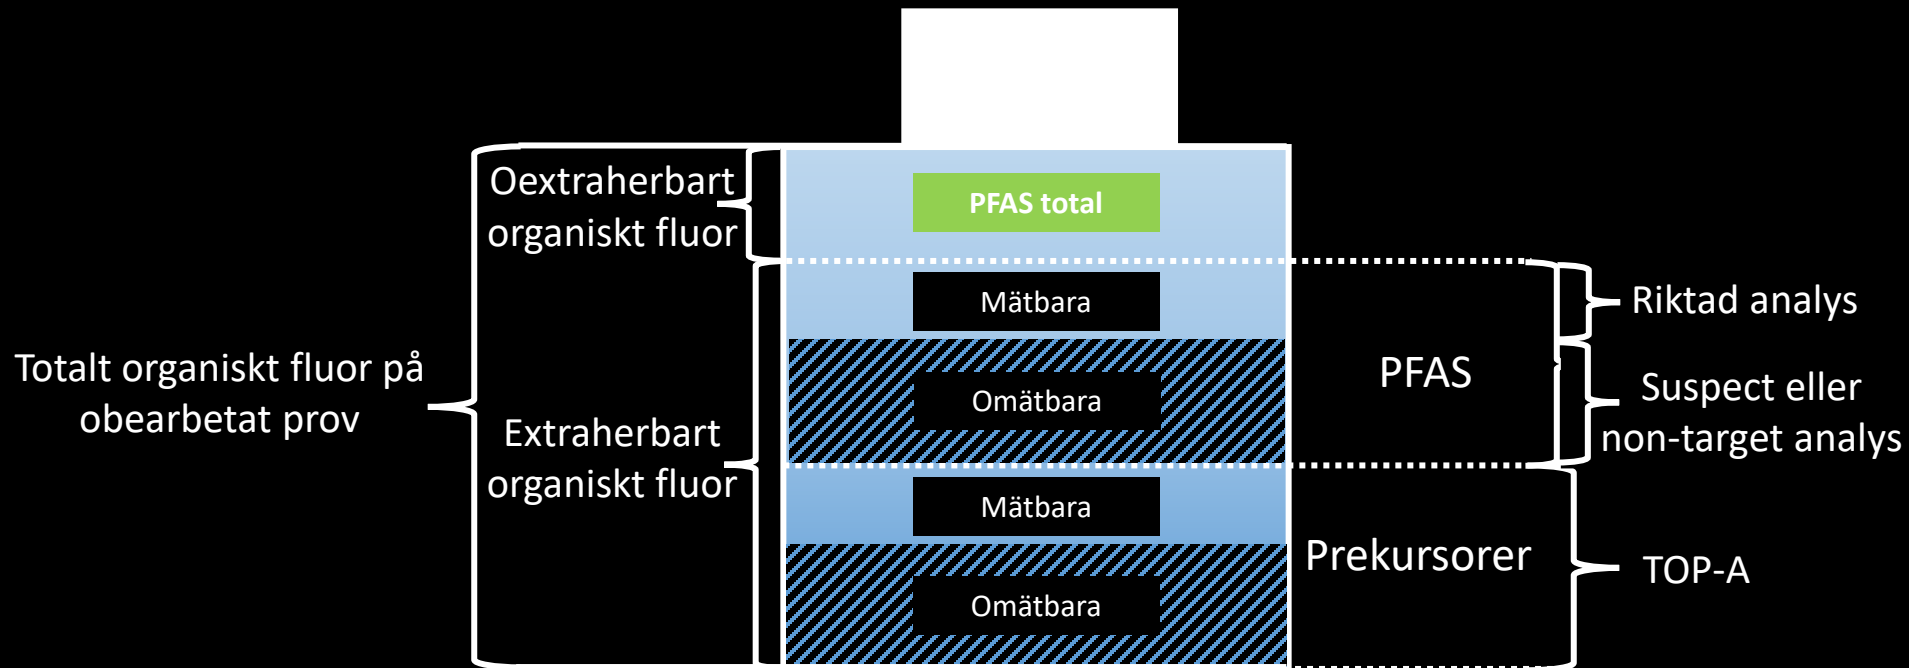 Totalt organiskt fluor på
obearbetat prov
Oextraherbart
organiskt fluor
Extraherbart
organiskt fluor
PFAS total
Mätbara
Omätbara
Mätbara
Omätbara
PFAS
Prekursorer
Riktad analys
Suspect eller
non-target analys
TOP-A